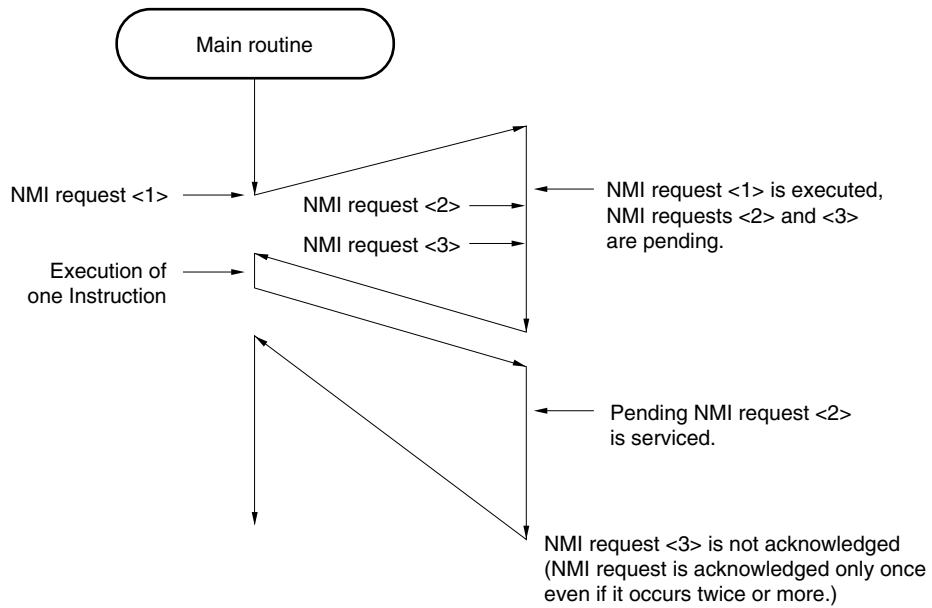 Main routine
NMI request <1>
NMI request <1> is executed,
NMI requests <2> and <3>
are pending.
NMI request <2>
NMI request <3>
Execution of
one Instruction
Pending NMI request <2>
is serviced.
NMI request <3> is not acknowledged
(NMI request is acknowledged only once
even if it occurs twice or more.)